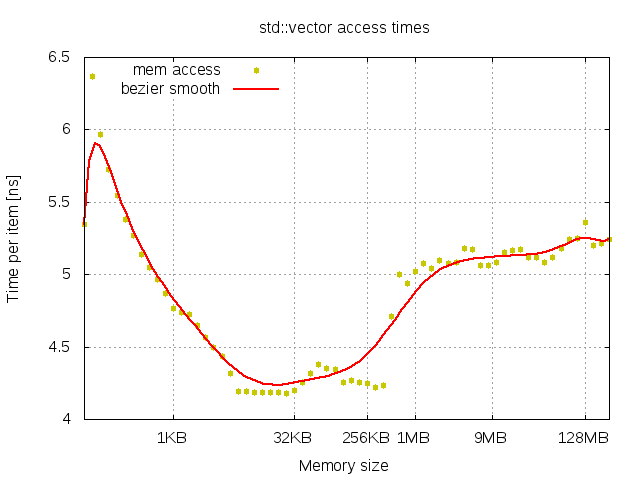 std::vector access times
6.5
mem access
bezier smooth
6
5.5
5
4.5
4
Time per item [ns]
1KB 32KB 256KB 1MB 9MB 128MB
Memory size